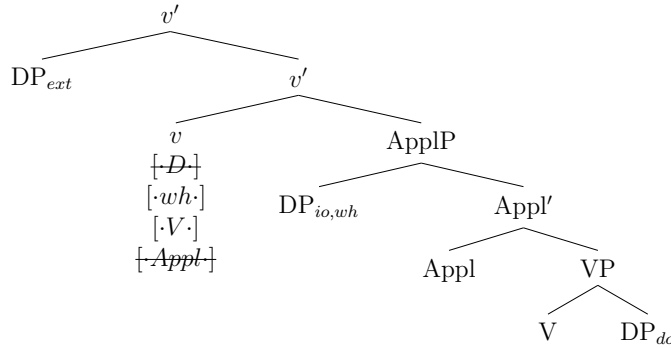 v′
DP_ext v′
v ApplP
[·D·]
[·wh·] DP_io,wh Appl′
[·V·]
[·Appl·] Appl VP
V DP_do